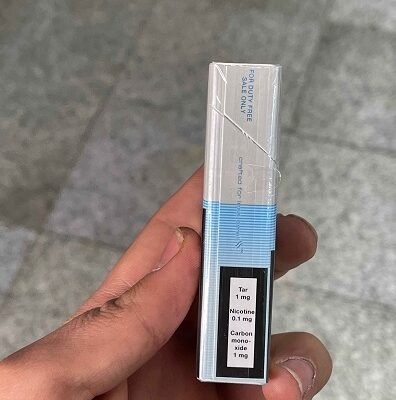 FOR DUTY FREE
SALE ONLY
crafted for
Tar
1 mg
Nicotine
0.1 mg
Carbon
mono-
xide
1 mg